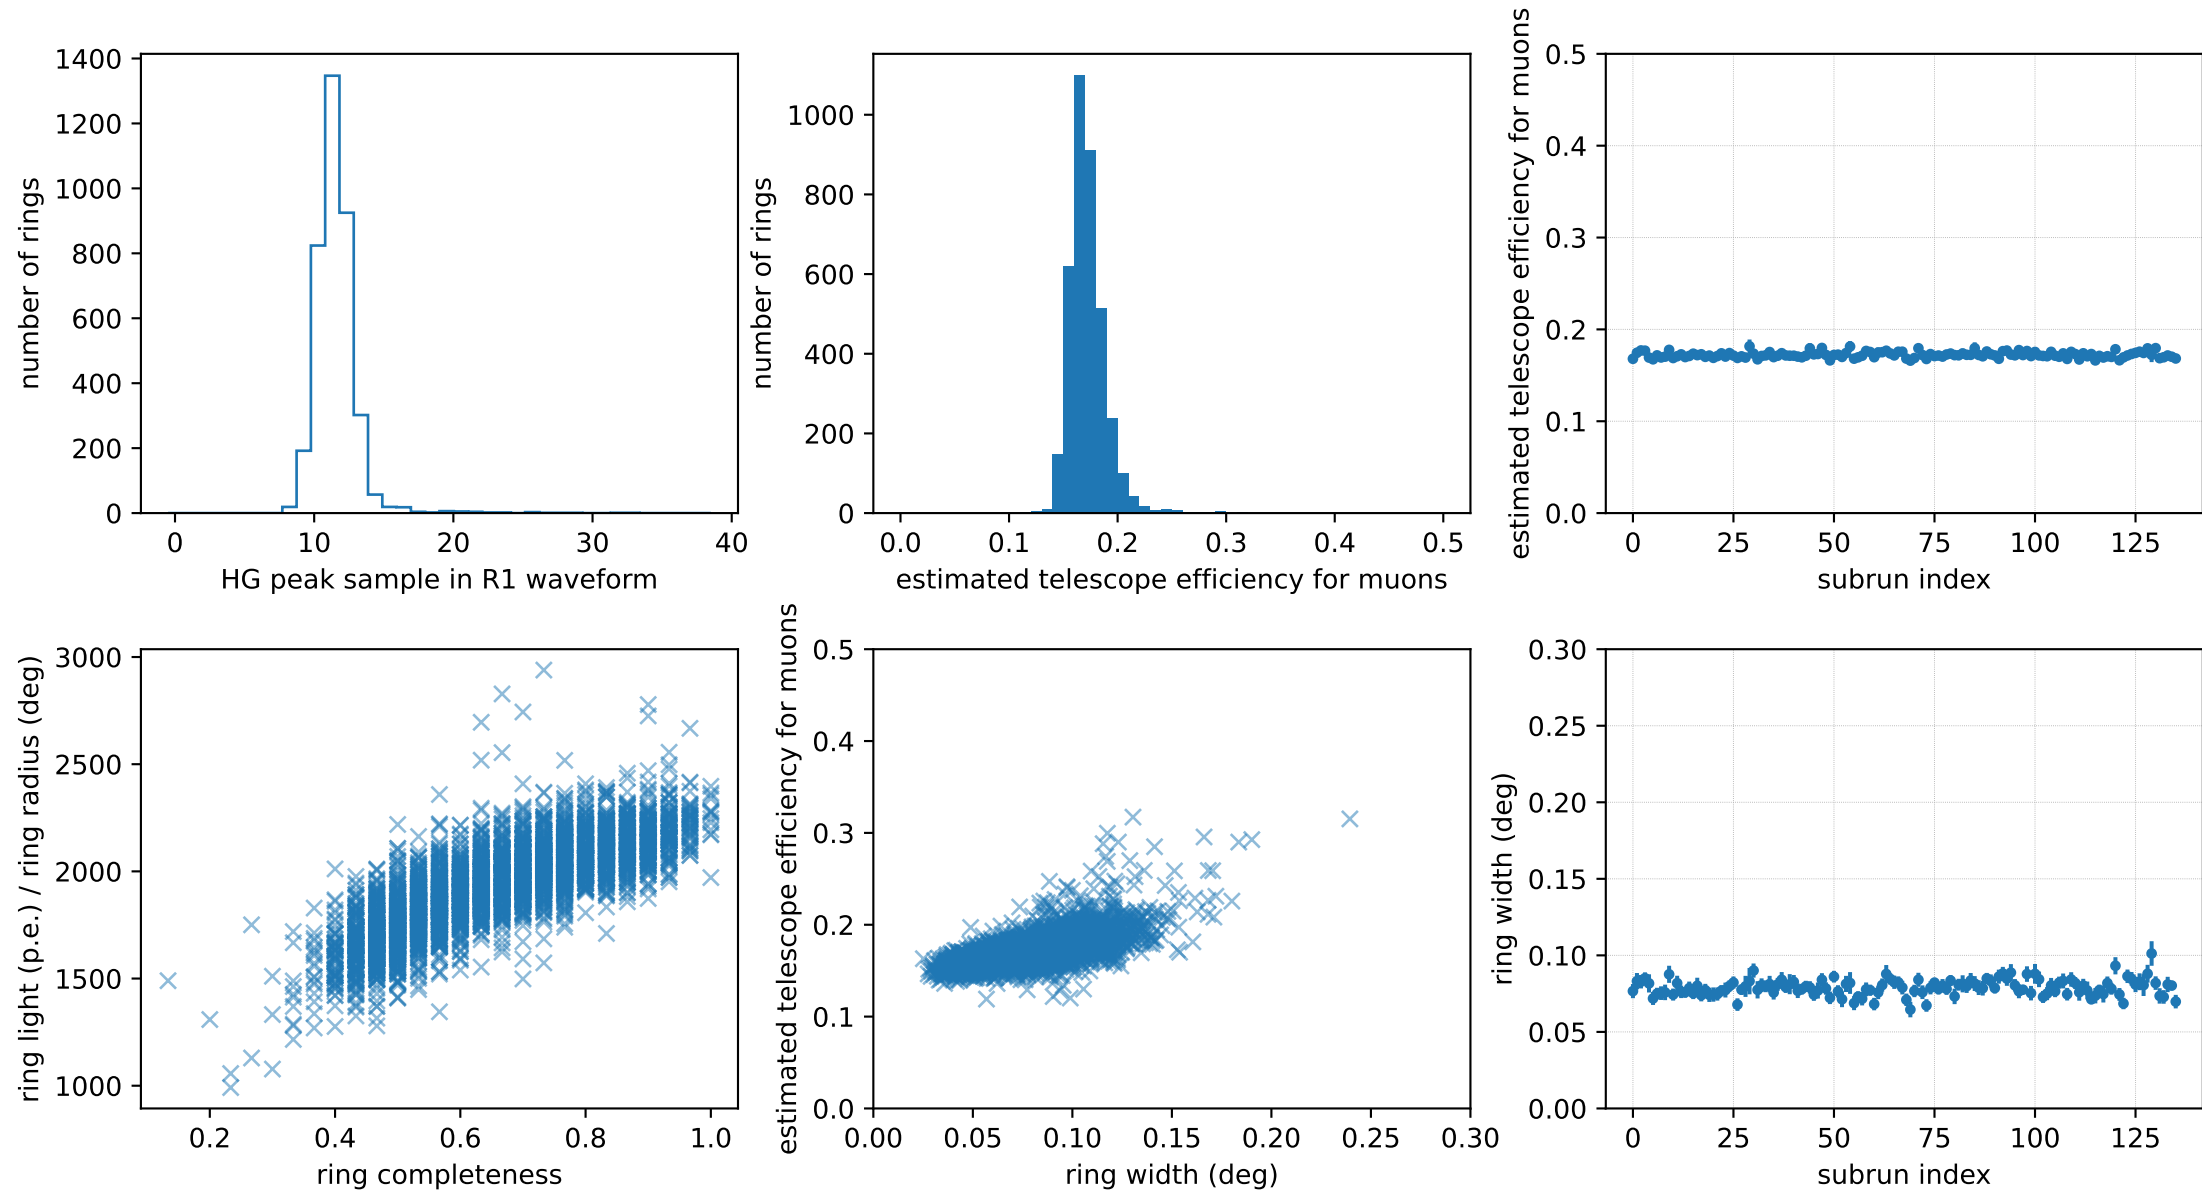 1400
1200
1000
800
600
400
200
0
number of rings
0 10 20 30 40
HG peak sample in R1 waveform
1000
800
600
400
200
0
number of rings
0.0 0.1 0.2 0.3 0.4 0.5
estimated telescope efficiency for muons
0.5
0.4
0.3
0.2
0.1
0.0
estimated telescope efficiency for muons
0 25 50 75 100 125
subrun index
3000
2500
2000
1500
1000
ring light (p.e.) / ring radius (deg)
0.2 0.4 0.6 0.8 1.0
ring completeness
0.5
0.4
0.3
0.2
0.1
0.0
estimated telescope efficiency for muons
0.00 0.05 0.10 0.15 0.20 0.25 0.30
ring width (deg)
0.30
0.25
0.20
0.15
0.10
0.05
0.00
ring width (deg)
0 25 50 75 100 125
subrun index